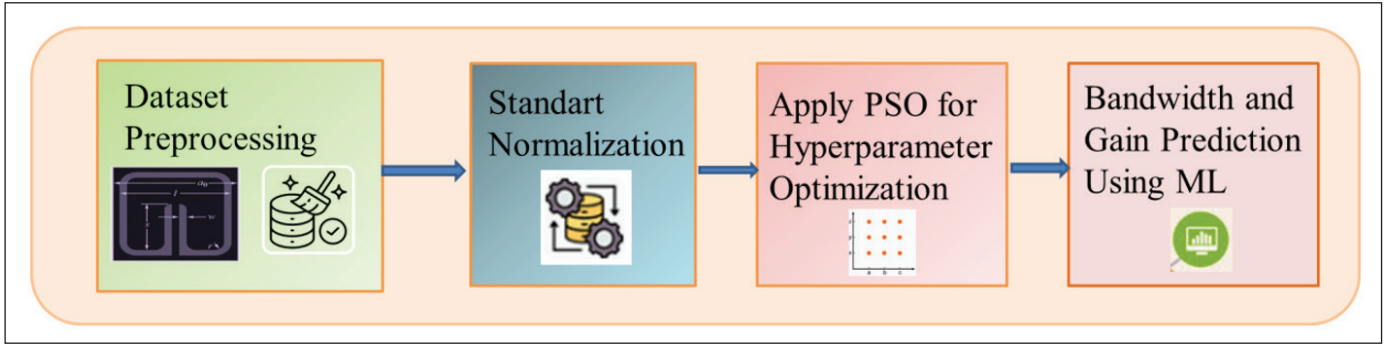 Dataset
Preprocessing
Standart
Normalization
Apply PSO for
Hyperparameter
Optimization
a b c
Bandwidth and
Gain Prediction
Using ML